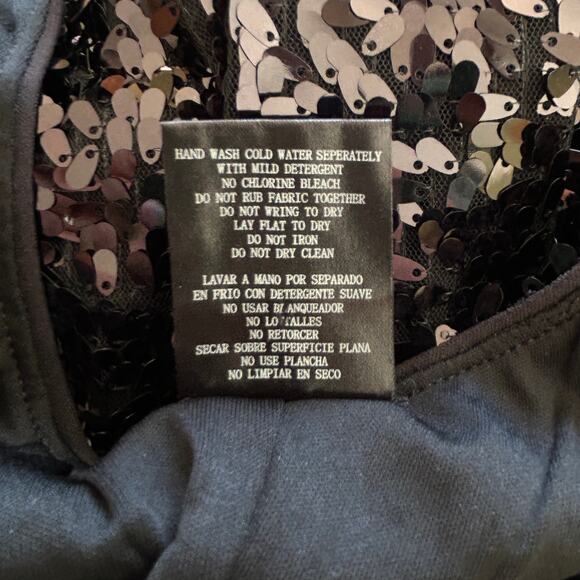 HAND WASH COLD WATER SEPERATELY
WITH MILD DETERGENT
NO CHLORINE BLEACH
DO NOT RUB FABRIC TOGETHER
DO NOT WRING TO DRY
LAY FLAT TO DRY
DO NOT IRON
DO NOT DRY CLEAN
LAVAR A MANO POR SEPARADO
EN FRIO CON DETERGENTE SUAVE
NO USAR BLANQUEADOR
NO LO TALLES
NO RETORCER
SECAR SOBRE SUPERFICIE PLANA
NO USE PLANCHA
NO LIMPIAR EN SECO